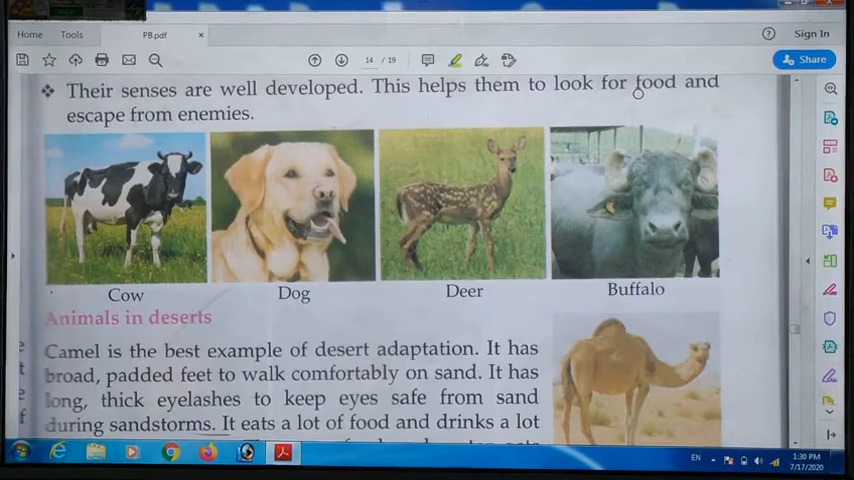 Home Tools PB.pdf × Sign In
14 / 19 Share
❖ Their senses are well developed. This helps them to look for food and
escape from enemies.
Cow Dog Deer Buffalo
Animals in deserts
Camel is the best example of desert adaptation. It has
broad, padded feet to walk comfortably on sand. It has
long, thick eyelashes to keep eyes safe from sand
during sandstorms. It eats a lot of food and drinks a lot
EN 1:30 PM
7/17/2020